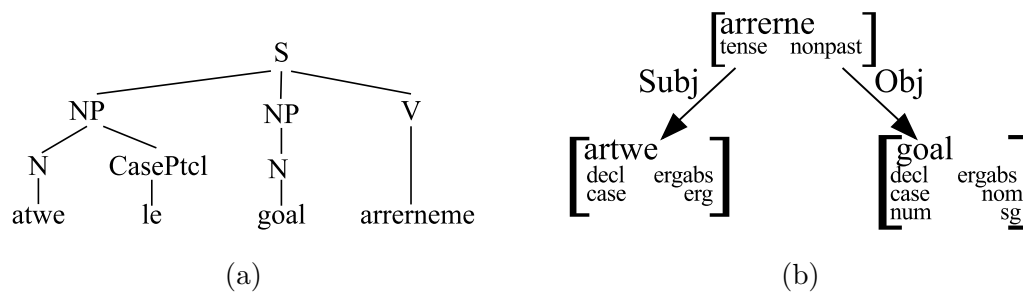 S
NP NP V
N CasePtcl N
atwe le goal arrerneme
(a)
arrerne
tense nonpast
Subj Obj
artwe
decl ergabs
case erg
goal
decl ergabs
case nom
num sg
(b)